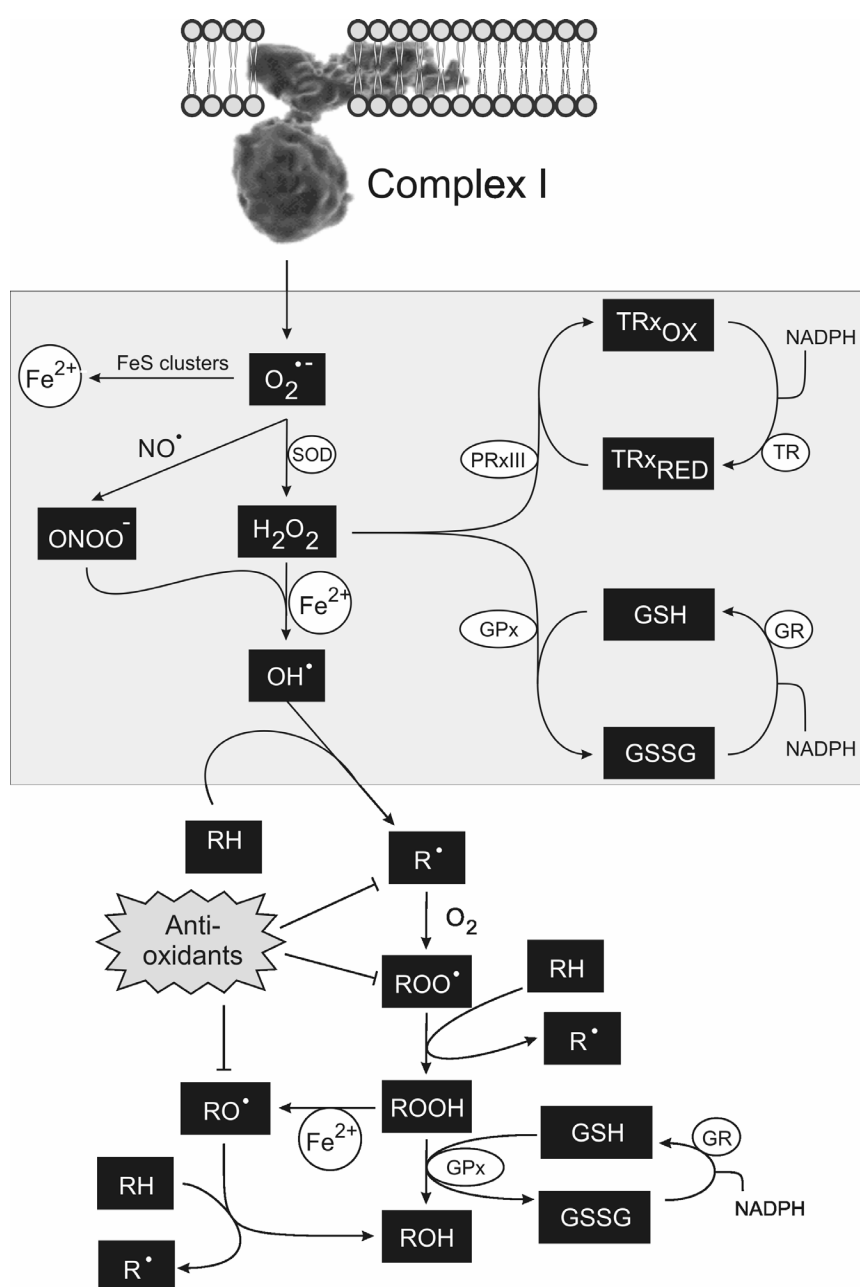 Complex I
TRxOX
NADPH
FeS clusters
Fe2+
O2•-
NO•
SOD
PRxIII
TRxRED
TR
ONOO-
H2O2
Fe2+
GPx
GSH
GR
OH•
GSSG
NADPH
RH
R•
Anti-
oxidants
O2
ROO•
RH
R•
RO•
ROOH
Fe2+
GSH
GR
GPx
RH
GSSG
NADPH
ROH
R•